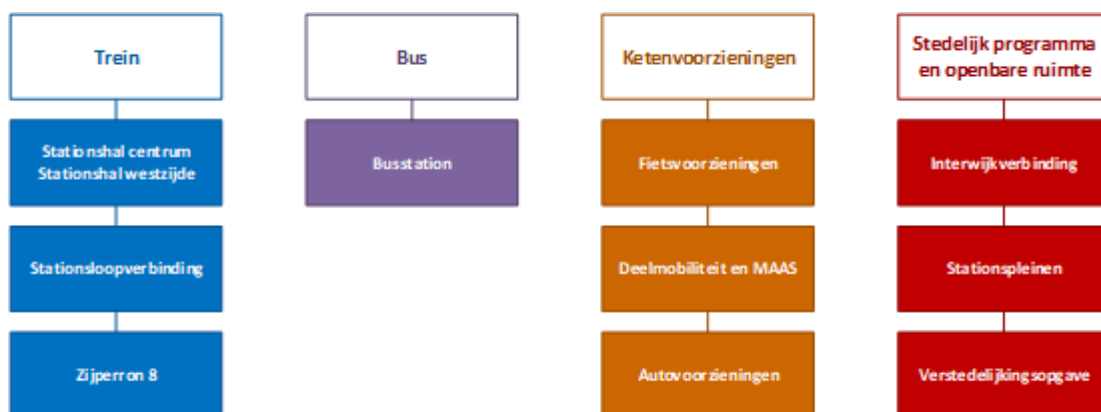 Trein
Stationshal centrum
Stationshal westzijde
Stationsloopverbinding
Zijperron 8
Bus
Busstation
Ketenvoorzieningen
Fietsvoorzieningen
Deelmobiliteit en MAAS
Autovoorzieningen
Stedelijk programma
en openbare ruimte
Interwijkverbinding
Stationspleinen
Verstedelijkingsopgave